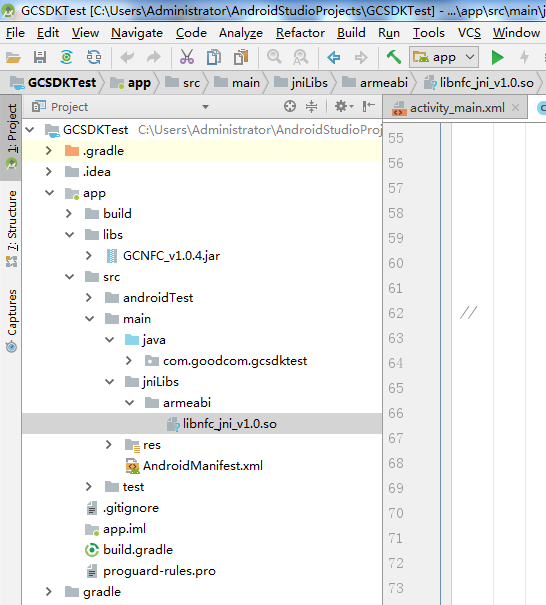 GCSDKTest [C:\Users\Administrator\AndroidStudioProjects\GCSDKTest] - ...\app\src\main\j
File Edit View Navigate Code Analyze Refactor Build Run Tools VCS Window
app
GCSDKTest app src main jniLibs armeabi libnfc_jni_v1.0.so
Project activity_main.xml
1: Project
7: Structure
Captures
GCSDKTest C:\Users\Administrator\AndroidStudioProj
.gradle
.idea
app
build
libs
GCNFC_v1.0.4.jar
src
androidTest
main
java
com.goodcom.gcsdktest
jniLibs
armeabi
libnfc_jni_v1.0.so
res
AndroidManifest.xml
test
.gitignore
app.iml
build.gradle
proguard-rules.pro
gradle
55
56
57
58
59
60
61
62 //
63
64
65
66
67
68
69
70
71
72
73